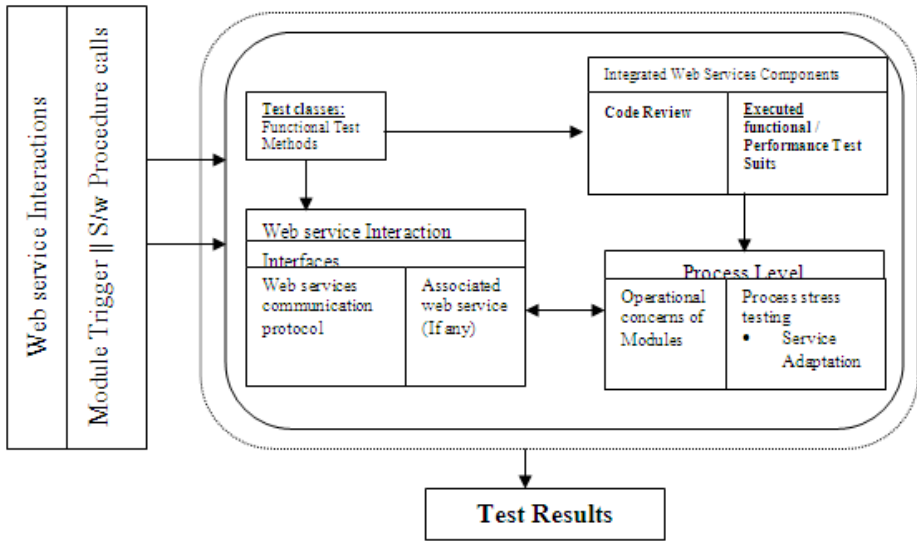 Web service Interactions
Module Trigger || S/w Procedure calls
Test classes:
Functional Test
Methods
Integrated Web Services Components
Code Review
Executed
functional /
Performance Test
Suits
Web service Interaction
Interfaces
Web services
communication
protocol
Associated
web service
(If any)
Process Level
Operational
concerns of
Modules
Process stress
testing
• Service
Adaptation
Test Results